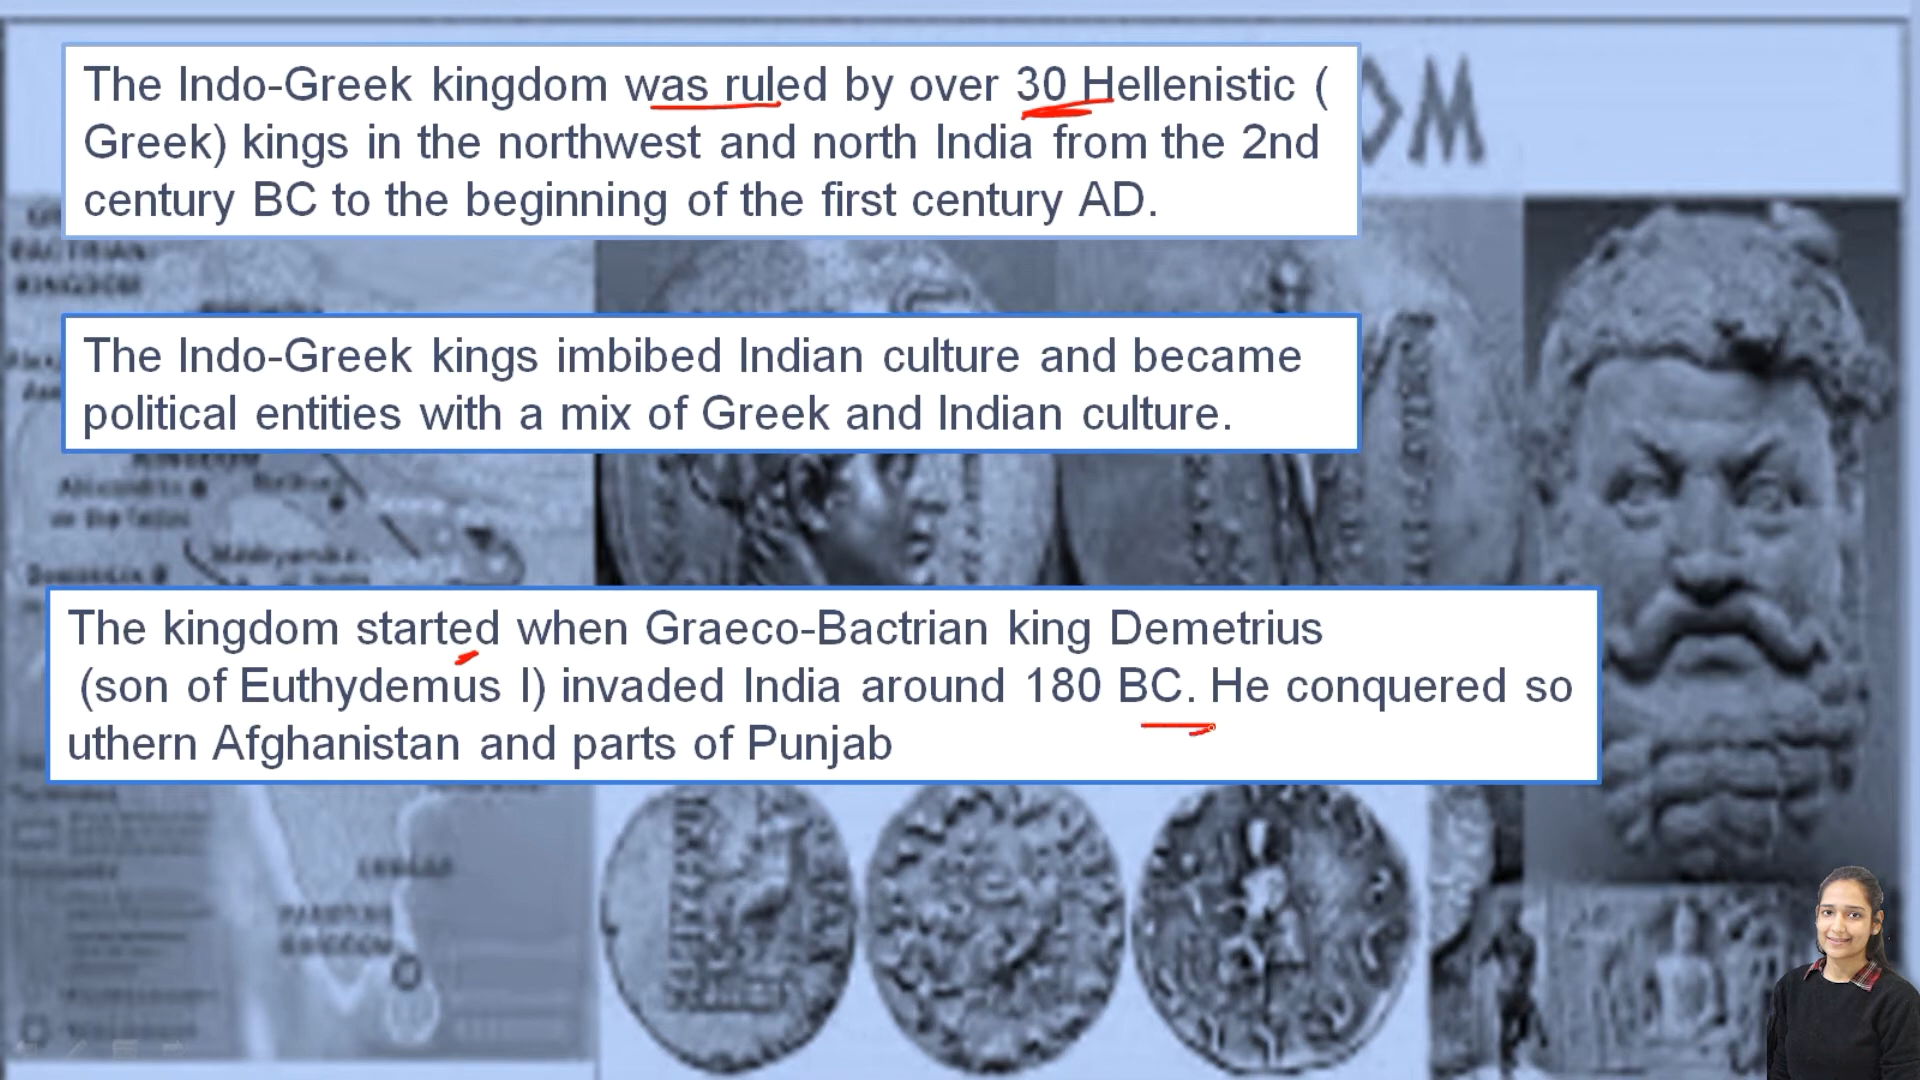 The Indo-Greek kingdom was ruled by over 30 Hellenistic (
Greek) kings in the northwest and north India from the 2nd
century BC to the beginning of the first century AD.
The Indo-Greek kings imbibed Indian culture and became
political entities with a mix of Greek and Indian culture.
The kingdom started when Graeco-Bactrian king Demetrius
(son of Euthydemus I) invaded India around 180 BC. He conquered so
uthern Afghanistan and parts of Punjab